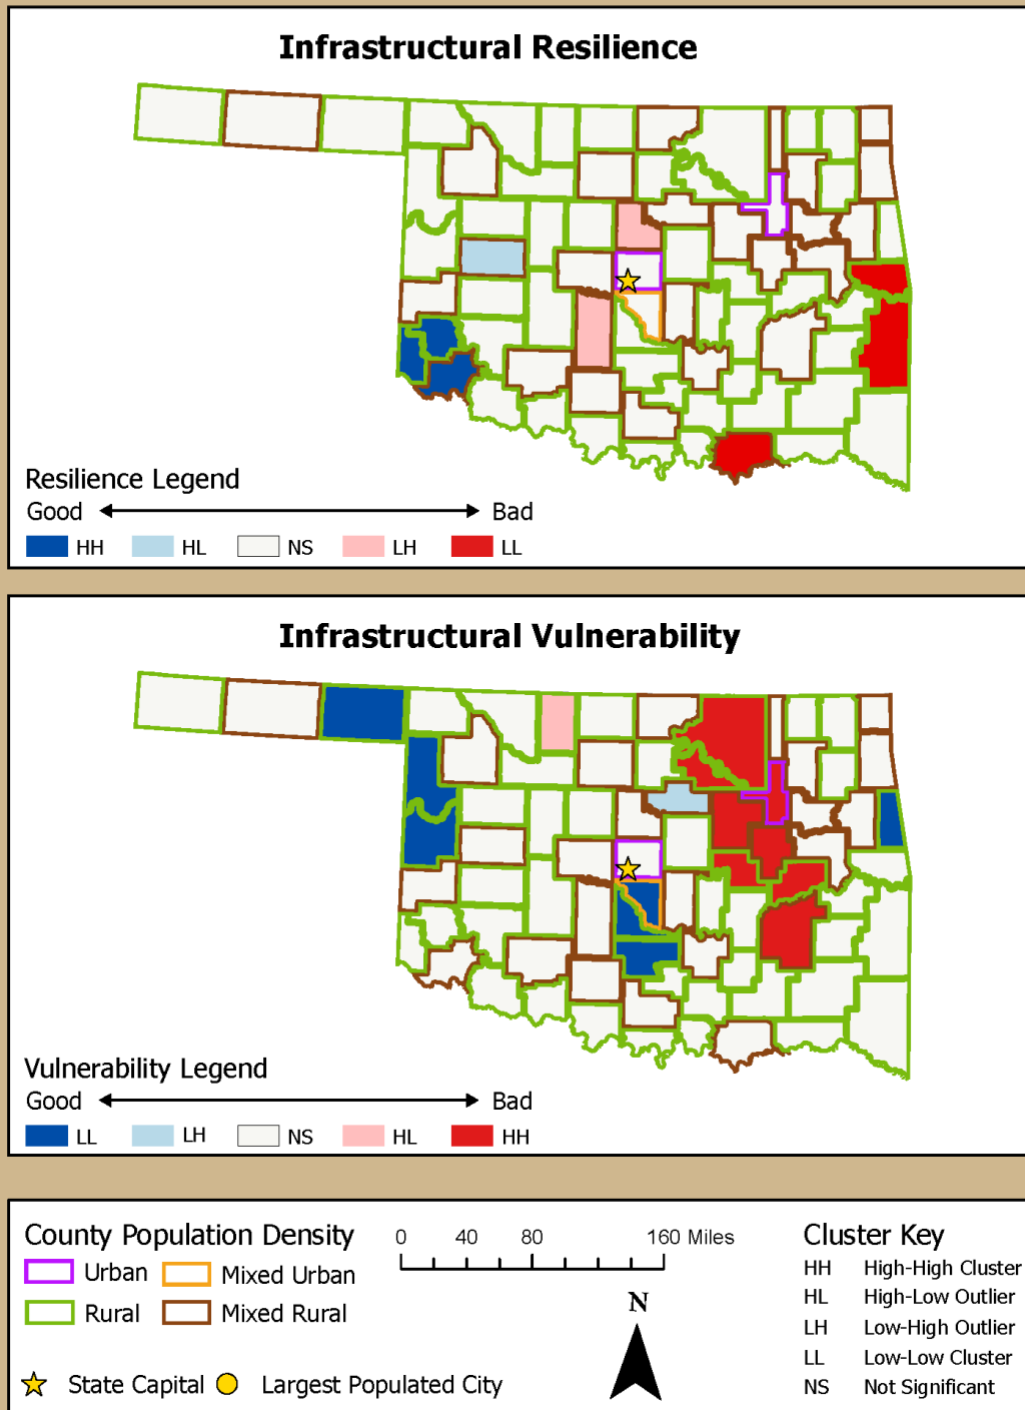 Infrastructural Resilience
Resilience Legend
Good Bad
HH HL NS LH LL
Infrastructural Vulnerability
Vulnerability Legend
Good Bad
LL LH NS HL HH
County Population Density
Urban Mixed Urban
Rural Mixed Rural
State Capital Largest Populated City
0 40 80 160 Miles
N
Cluster Key
HH High-High Cluster
HL High-Low Outlier
LH Low-High Outlier
LL Low-Low Cluster
NS Not Significant